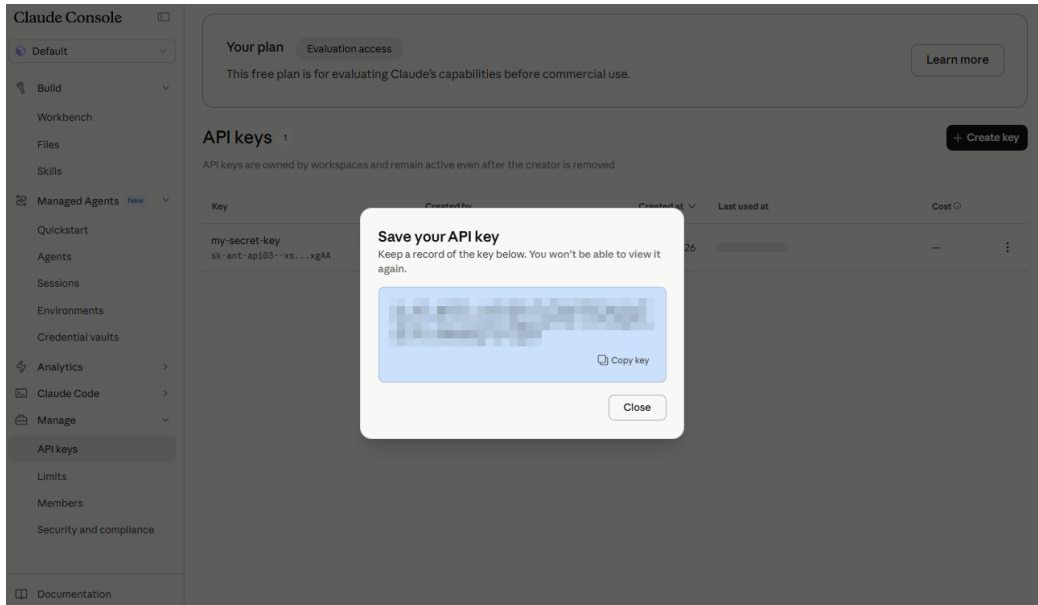 Claude Console
Default
Build
Workbench
Files
Skills
Managed Agents New
Quickstart
Agents
Sessions
Environments
Credential vaults
Analytics
Claude Code
Manage
API keys
Limits
Members
Security and compliance
Documentation
Your plan Evaluation access
This free plan is for evaluating Claude's capabilities before commercial use.
Learn more
API keys 1
+ Create key
API keys are owned by workspaces and remain active even after the creator is removed
Key Created by Created at Last used at Cost
my-secret-key
sk-ant-api03--xs...xgAA
26 —
Save your API key
Keep a record of the key below. You won't be able to view it
again.
Copy key
Close